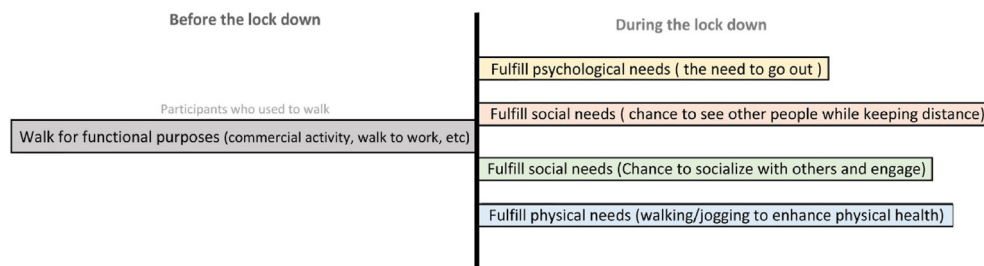 Before the lock down
During the lock down
Fulfill psychological needs ( the need to go out )
Participants who used to walk
Fulfill social needs ( chance to see other people while keeping distance)
Walk for functional purposes (commercial activity, walk to work, etc)
Fulfill social needs (Chance to socialize with others and engage)
Fulfill physical needs (walking/jogging to enhance physical health)